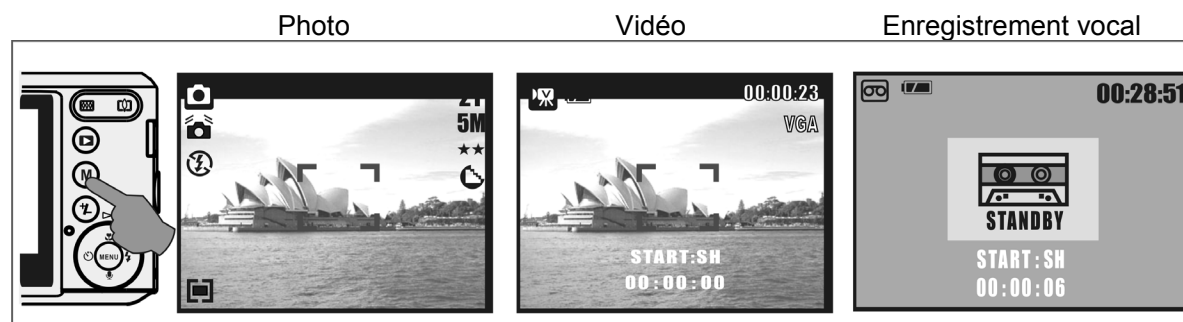 Photo Vidéo Enregistrement vocal
M
MENU
5M
00:00:23
VGA
START:SH
00:00:00
00:28:51
STANDBY
START:SH
00:00:06